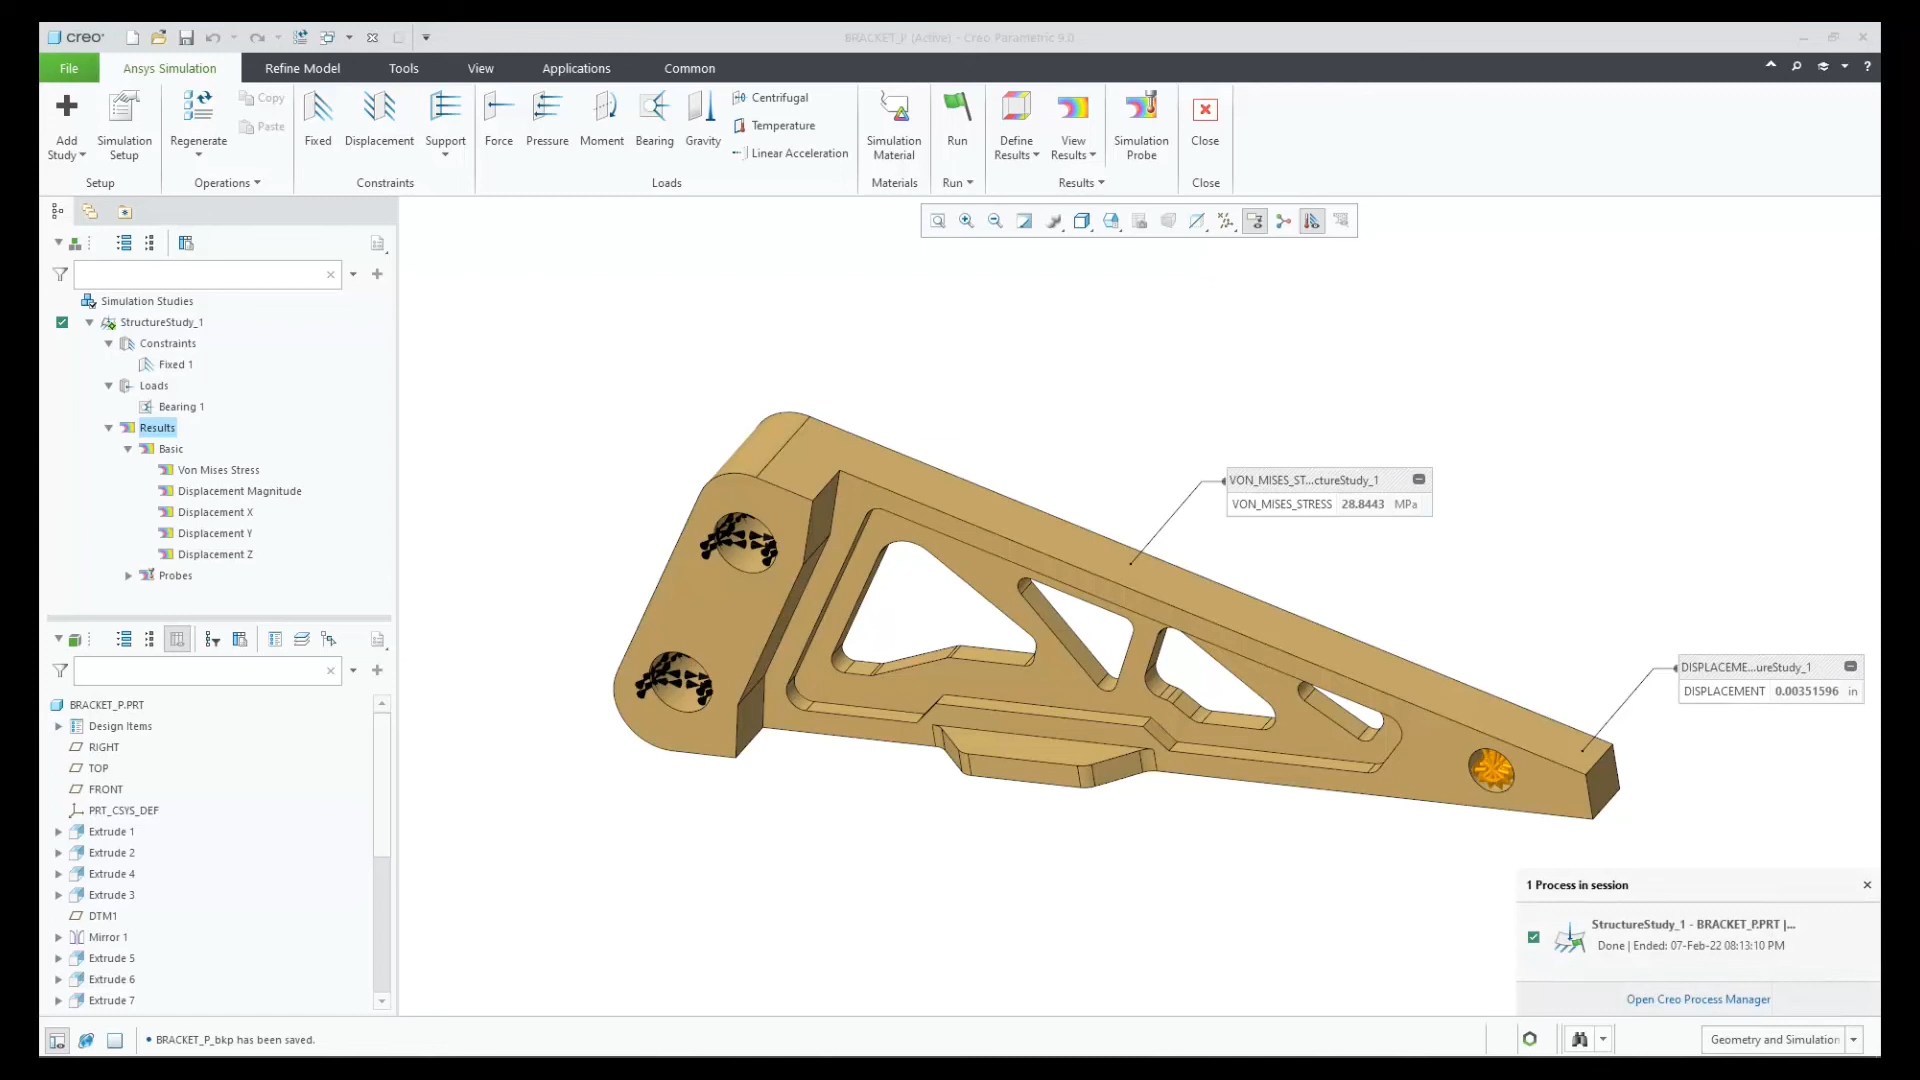 creo
BRACKET_P (Active) - Creo Parametric 9.0
File
Ansys Simulation
Refine Model
Tools
View
Applications
Common
Add Study
Simulation Setup
Setup
Regenerate
Copy
Paste
Operations
Fixed
Displacement
Support
Constraints
Force
Pressure
Moment
Bearing
Gravity
Centrifugal
Temperature
Linear Acceleration
Loads
Simulation Material
Materials
Run
Run
Define Results
View Results
Simulation Probe
Results
Close
Close
Simulation Studies
StructureStudy_1
Constraints
Fixed 1
Loads
Bearing 1
Results
Basic
Von Mises Stress
Displacement Magnitude
Displacement X
Displacement Y
Displacement Z
Probes
BRACKET_P.PRT
Design Items
RIGHT
TOP
FRONT
PRT_CSYS_DEF
Extrude 1
Extrude 2
Extrude 4
Extrude 3
DTM1
Mirror 1
Extrude 5
Extrude 6
Extrude 7
VON_MISES_ST...ctureStudy_1
VON_MISES_STRESS 28.8443 MPa
DISPLACEME...ureStudy_1
DISPLACEMENT 0.00351596 in
1 Process in session
StructureStudy_1 - BRACKET_P.PRT |...
Done | Ended: 07-Feb-22 08:13:10 PM
Open Creo Process Manager
• BRACKET_P_bkp has been saved.
Geometry and Simulation